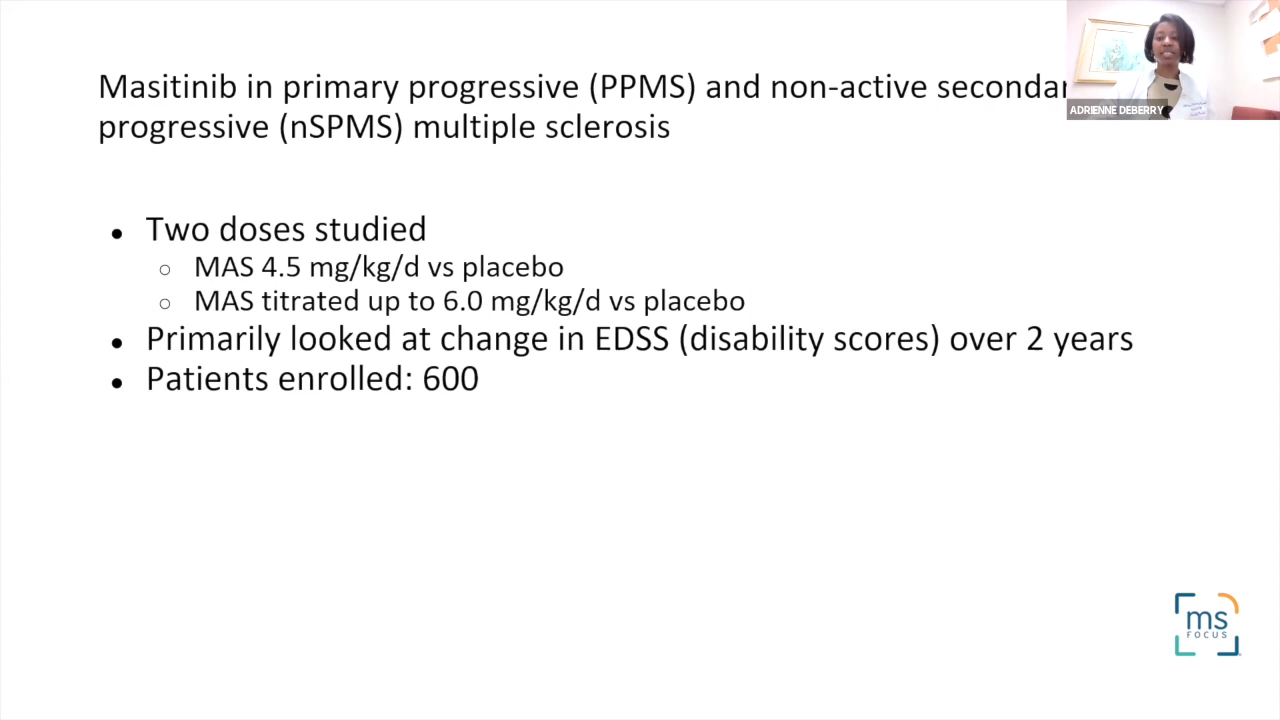 Masitinib in primary progressive (PPMS) and non-active secondar
progressive (nSPMS) multiple sclerosis
ADRIENNE DEBERRY
● Two doses studied
○ MAS 4.5 mg/kg/d vs placebo
○ MAS titrated up to 6.0 mg/kg/d vs placebo
● Primarily looked at change in EDSS (disability scores) over 2 years
● Patients enrolled: 600
ms
FOCUS